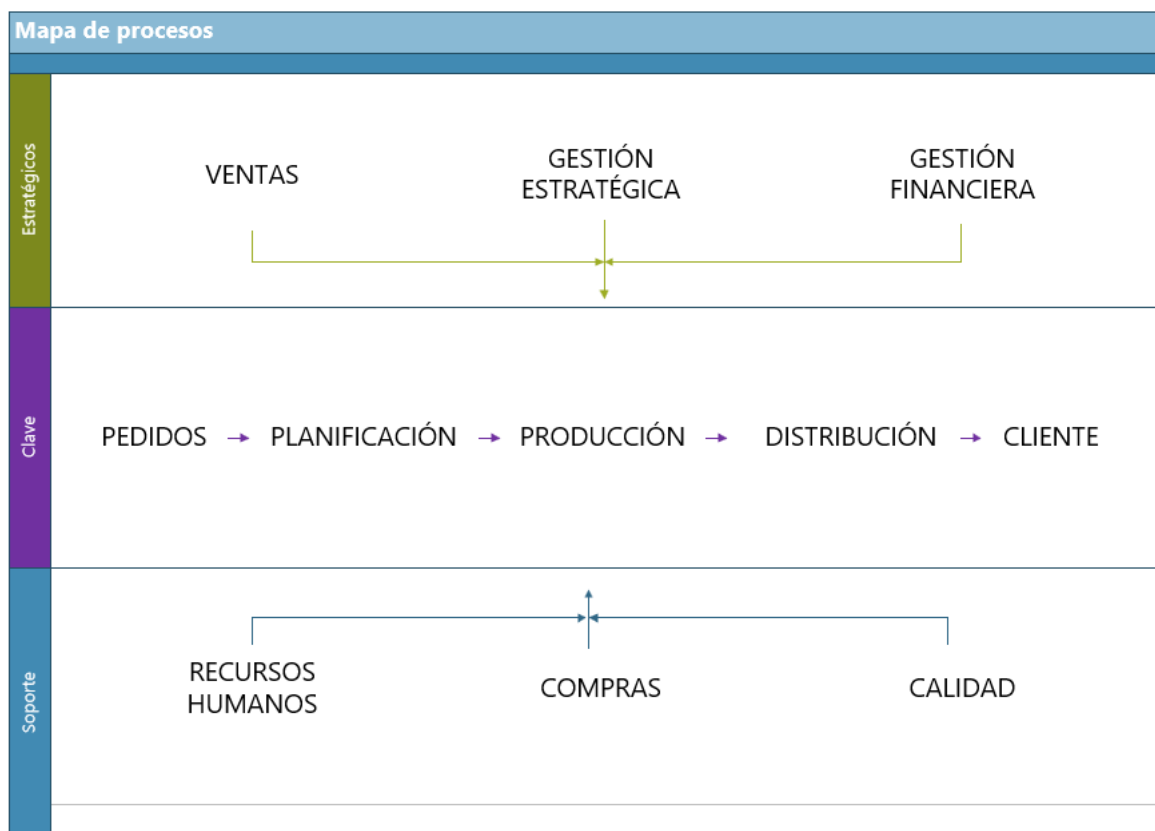 Mapa de procesos
Estratégicos
VENTAS
GESTIÓN
ESTRATÉGICA
GESTIÓN
FINANCIERA
Clave
PEDIDOS
PLANIFICACIÓN
PRODUCCIÓN
DISTRIBUCIÓN
CLIENTE
Soporte
RECURSOS
HUMANOS
COMPRAS
CALIDAD